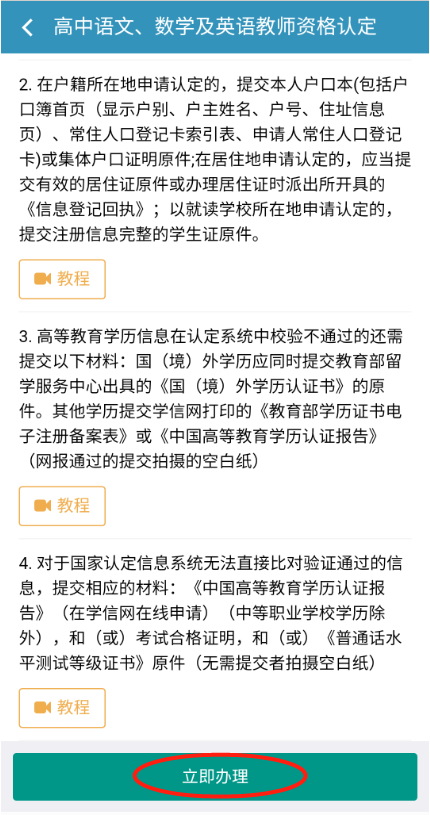 高中语文、数学及英语教师资格认定
2. 在户籍所在地申请认定的，提交本人户口本(包括户
口簿首页（显示户别、户主姓名、户号、住址信息
页）、常住人口登记卡索引表、申请人常住人口登记
卡)或集体户口证明原件;在居住地申请认定的，应当提
交有效的居住证原件或办理居住证时派出所开具的
《信息登记回执》；以就读学校所在地申请认定的，
提交注册信息完整的学生证原件。
教程
3. 高等教育学历信息在认定系统中校验不通过的还需
提交以下材料：国（境）外学历应同时提交教育部留
学服务中心出具的《国（境）外学历认证书》的原
件。其他学历提交学信网打印的《教育部学历证书电
子注册备案表》或《中国高等教育学历认证报告》
（网报通过的提交拍摄的空白纸）
教程
4. 对于国家认定信息系统无法直接比对验证通过的信
息，提交相应的材料：《中国高等教育学历认证报
告》（在学信网在线申请）（中等职业学校学历除
外），和（或）考试合格证明，和（或）《普通话水
平测试等级证书》原件（无需提交者拍摄空白纸）
教程
立即办理